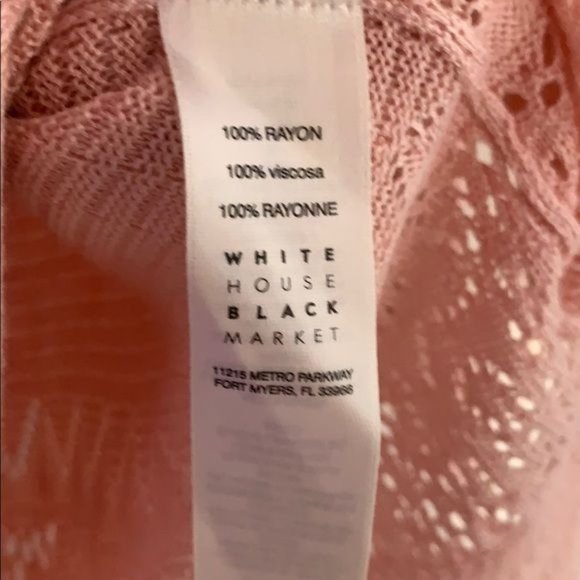 100% RAYON
100% viscosa
100% RAYONNE
WHITE
HOUSE
BLACK
MARKET
11215 METRO PARKWAY
FORT MYERS, FL 33966